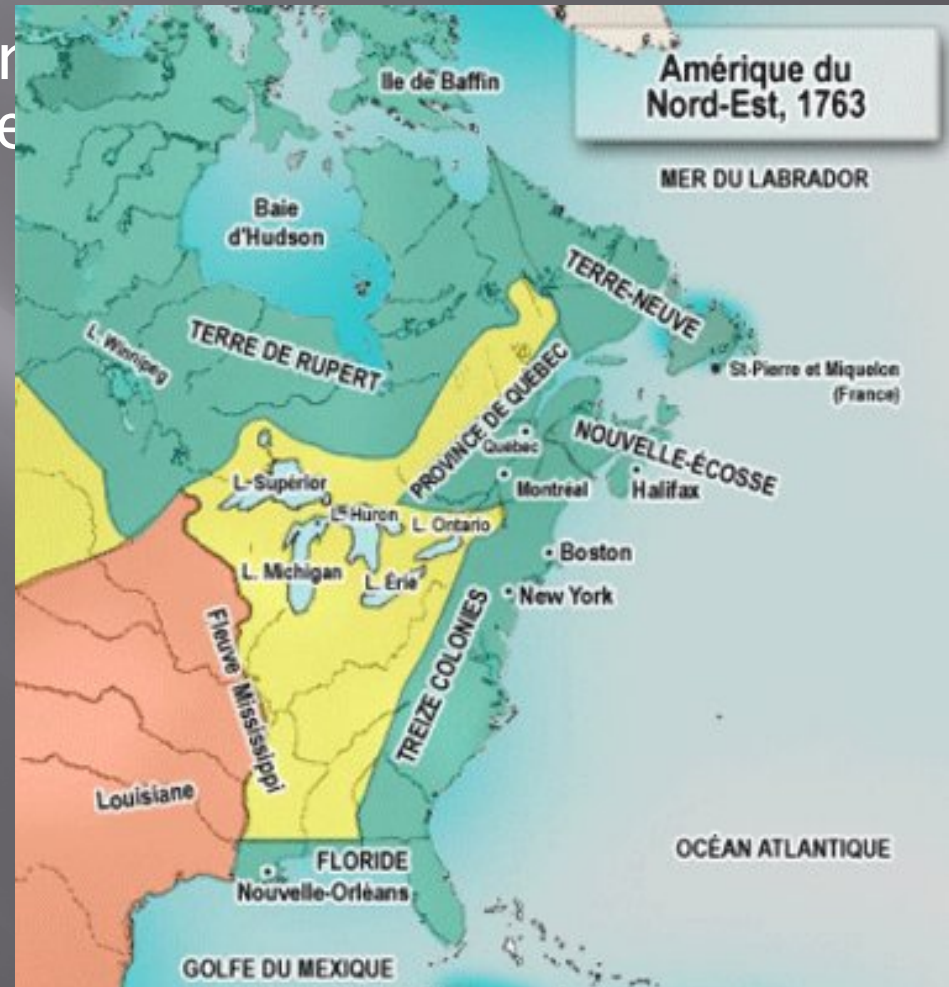 Amérique du
Nord-Est, 1763
Ile de Baffin
MER DU LABRADOR
Baie
d'Hudson
TERRE-NEUVE
TERRE DE RUPERT
L. Winnipeg
St-Pierre et Miquelon
(France)
PROVINCE DE QUÉBEC
Québec
NOUVELLE-ÉCOSSE
L-Supérior
Montréal
Halifax
L. Huron
L. Ontario
Boston
L. Michigan
L. Érié
New York
Fleuve Mississippi
TREIZE COLONIES
Louisiane
OCÉAN ATLANTIQUE
FLORIDE
Nouvelle-Orléans
GOLFE DU MEXIQUE